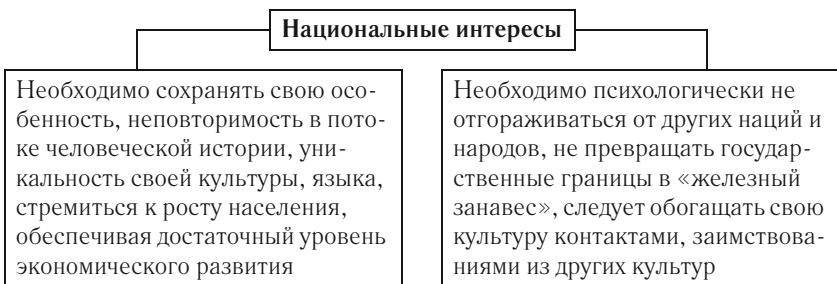 Национальные интересы
Необходимо сохранять свою осо-
бенность, неповторимость в пото-
ке человеческой истории, уни-
кальность своей культуры, языка,
стремиться к росту населения,
обеспечивая достаточный уровень
экономического развития
Необходимо психологически не
отгораживаться от других наций и
народов, не превращать государ-
ственные границы в «железный
занавес», следует обогащать свою
культуру контактами, заимствова-
ниями из других культур